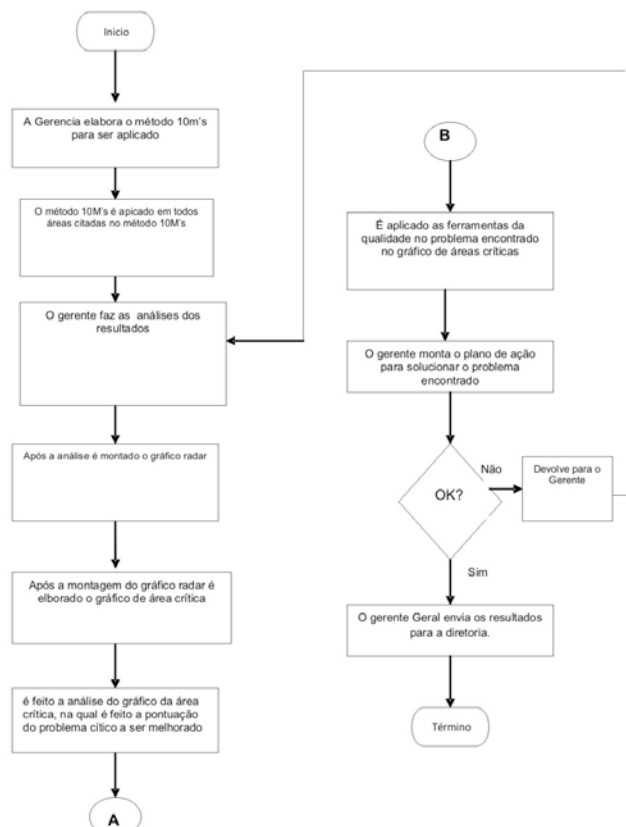 Inicio
A Gerencia elabora o método 10m's
para ser aplicado
O método 10M's é apicado em todos
áreas citadas no método 10M's
O gerente faz as análises dos
resultados
Após a análise é montado o gráfico radar
Após a montagem do gráfico radar é
elborado o gráfico de área crítica
é feito a análise do gráfico da área
crítica, na qual é feito a pontuação
do problema cítico a ser melhorado
A
B
É aplicado as ferramentas da
qualidade no problema encontrado
no gráfico de áreas críticas
O gerente monta o plano de ação
para solucionar o problema
encontrado
OK?
Não
Devolve para o
Gerente
Sim
O gerente Geral envia os resultados
para a diretoria.
Término